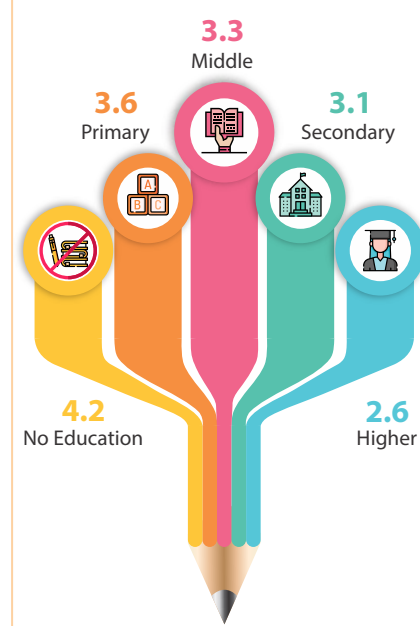 3.3
Middle
3.6
Primary
3.1
Secondary
A
B C
4.2
No Education
2.6
Higher